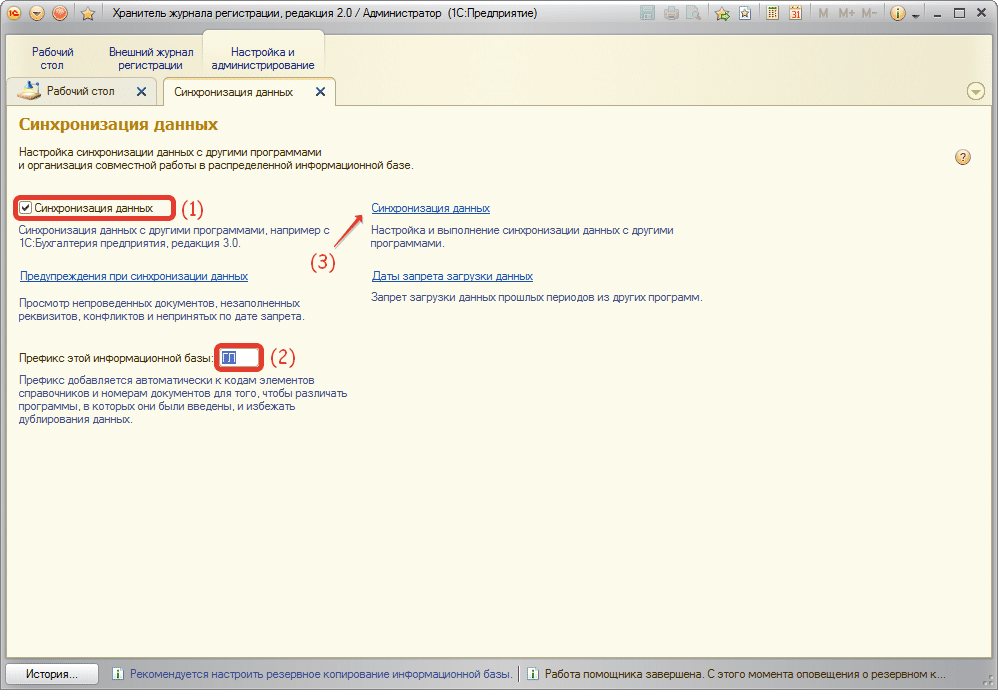 Хранитель журнала регистрации, редакция 2.0 / Администратор (1С:Предприятие)
M M+ M-
Рабочий стол
Внешний журнал регистрации
Настройка и администрирование
Рабочий стол
Синхронизация данных
Синхронизация данных
Настройка синхронизации данных с другими программами
и организация совместной работы в распределенной информационной базе.
Синхронизация данных (1)
Синхронизация данных с другими программами, например с
1С:Бухгалтерия предприятия, редакция 3.0.
Синхронизация данных
(3)
Настройка и выполнение синхронизации данных с другими
программами.
Предупреждения при синхронизации данных
Просмотр непроведенных документов, незаполненных
реквизитов, конфликтов и непринятых по дате запрета.
Даты запрета загрузки данных
Запрет загрузки данных прошлых периодов из других программ.
Префикс этой информационной базы: ГЛ (2)
Префикс добавляется автоматически к кодам элементов
справочников и номерам документов для того, чтобы различать
программы, в которых они были введены, и избежать
дублирования данных.
История...
Рекомендуется настроить резервное копирование информационной базы.
Работа помощника завершена. С этого момента оповещения о резервном к...